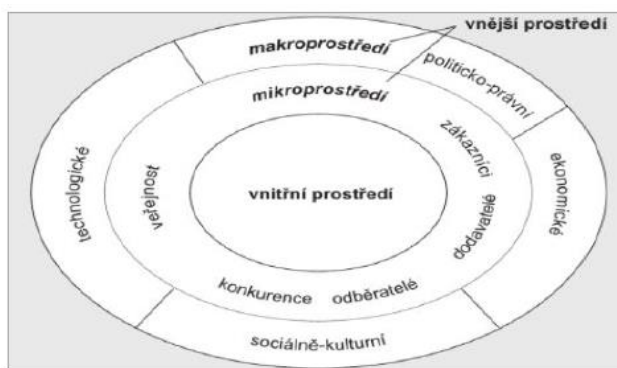 vnější prostředí
makroprostředí
politicko-právní
mikroprostředí
zákazníci
ekonomické
technologické
veřejnost
vnitřní prostředí
dodavatelé
konkurence odběratelé
sociálně-kulturní